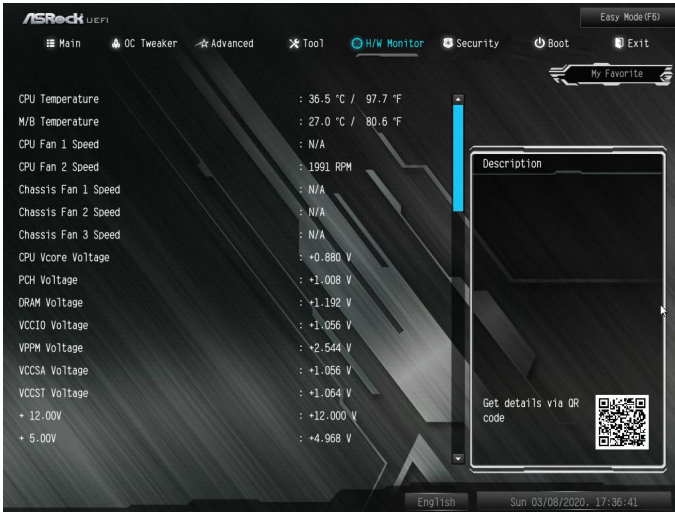 ASRock UEFI
Easy Mode(F6)
Main OC Tweaker Advanced Tool H/W Monitor Security Boot Exit
My Favorite
CPU Temperature : 36.5 °C / 97.7 °F
M/B Temperature : 27.0 °C / 80.6 °F
CPU Fan 1 Speed : N/A
CPU Fan 2 Speed : 1991 RPM
Chassis Fan 1 Speed : N/A
Chassis Fan 2 Speed : N/A
Chassis Fan 3 Speed : N/A
CPU Vcore Voltage : +0.880 V
PCH Voltage : +1.008 V
DRAM Voltage : +1.192 V
VCCIO Voltage : +1.056 V
VPPM Voltage : +2.544 V
VCCSA Voltage : +1.056 V
VCCST Voltage : +1.064 V
+ 12.00V : +12.000 V
+ 5.00V : +4.968 V
Description
Get details via QR
code
English
Sun 03/08/2020, 17:36:41